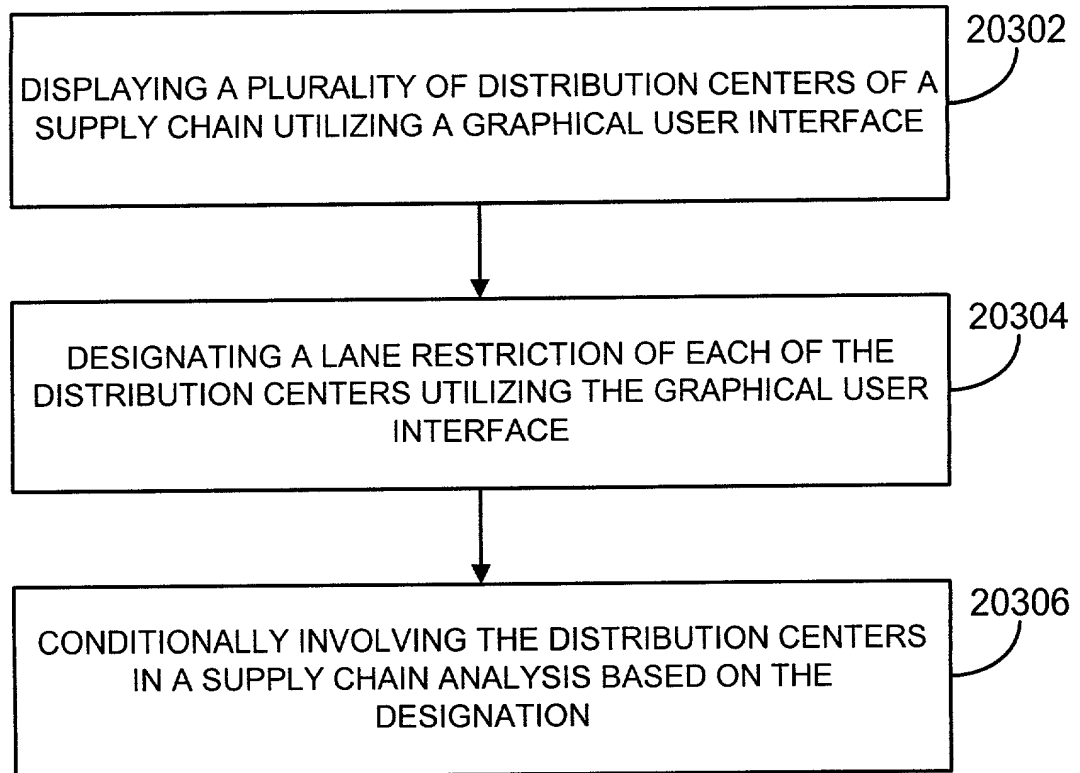 20302
DISPLAYING A PLURALITY OF DISTRIBUTION CENTERS OF A
SUPPLY CHAIN UTILIZING A GRAPHICAL USER INTERFACE
20304
DESIGNATING A LANE RESTRICTION OF EACH OF THE
DISTRIBUTION CENTERS UTILIZING THE GRAPHICAL USER
INTERFACE
20306
CONDITIONALLY INVOLVING THE DISTRIBUTION CENTERS
IN A SUPPLY CHAIN ANALYSIS BASED ON THE
DESIGNATION